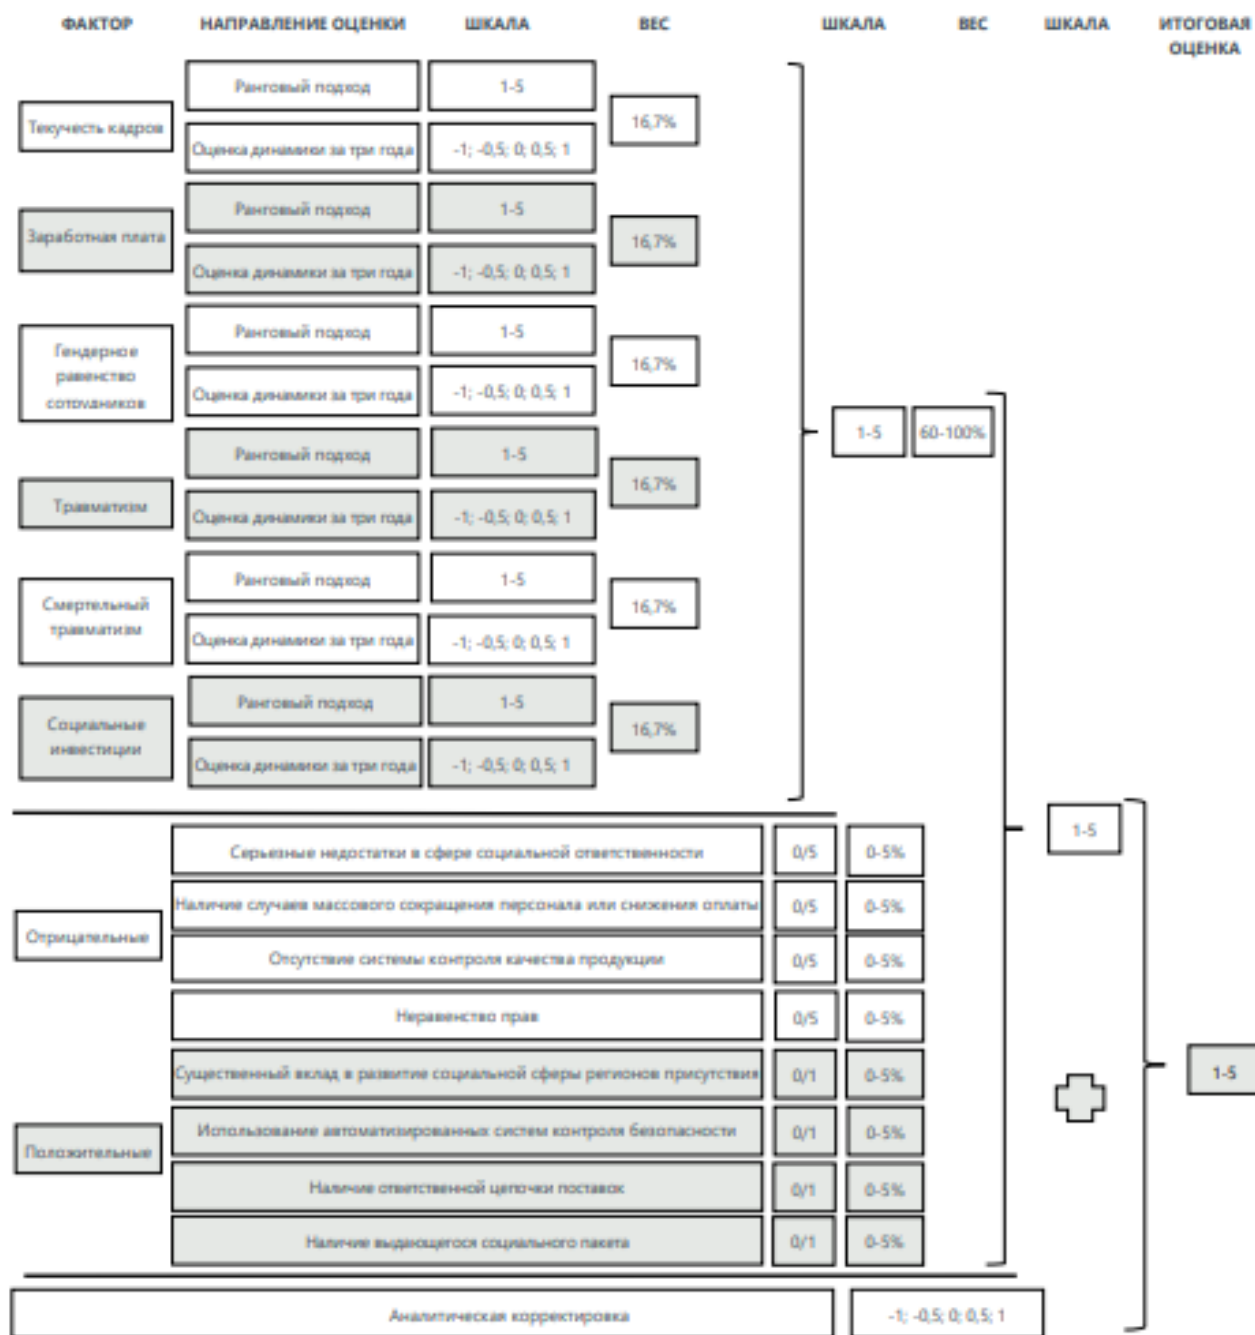 ФАКТОР НАПРАВЛЕНИЕ ОЦЕНКИ ШКАЛА ВЕС ШКАЛА ВЕС ШКАЛА ИТОГОВАЯ
ОЦЕНКА
Текучесть кадров
Ранговый подход 1-5
Оценка динамики за три года -1; -0,5; 0; 0,5; 1
16,7%
Заработная плата
Ранговый подход 1-5
Оценка динамики за три года -1; -0,5; 0; 0,5; 1
16,7%
Гендерное
равенство
сотрудников
Ранговый подход 1-5
Оценка динамики за три года -1; -0,5; 0; 0,5; 1
16,7%
Травматизм
Ранговый подход 1-5
Оценка динамики за три года -1; -0,5; 0; 0,5; 1
16,7%
Смертельный
травматизм
Ранговый подход 1-5
Оценка динамики за три года -1; -0,5; 0; 0,5; 1
16,7%
Социальные
инвестиции
Ранговый подход 1-5
Оценка динамики за три года -1; -0,5; 0; 0,5; 1
16,7%
1-5 60-100%
Отрицательные
Серьезные недостатки в сфере социальной ответственности 0/5 0-5%
Наличие случаев массового сокращения персонала или снижения оплаты 0/5 0-5%
Отсутствие системы контроля качества продукции 0/5 0-5%
Неравенство прав 0/5 0-5%
Положительные
Существенный вклад в развитие социальной сферы регионов присутствия 0/1 0-5%
Использование автоматизированных систем контроля безопасности 0/1 0-5%
Наличие ответственной цепочки поставок 0/1 0-5%
Наличие выдающегося социального пакета 0/1 0-5%
1-5
1-5
Аналитическая корректировка -1; -0,5; 0; 0,5; 1